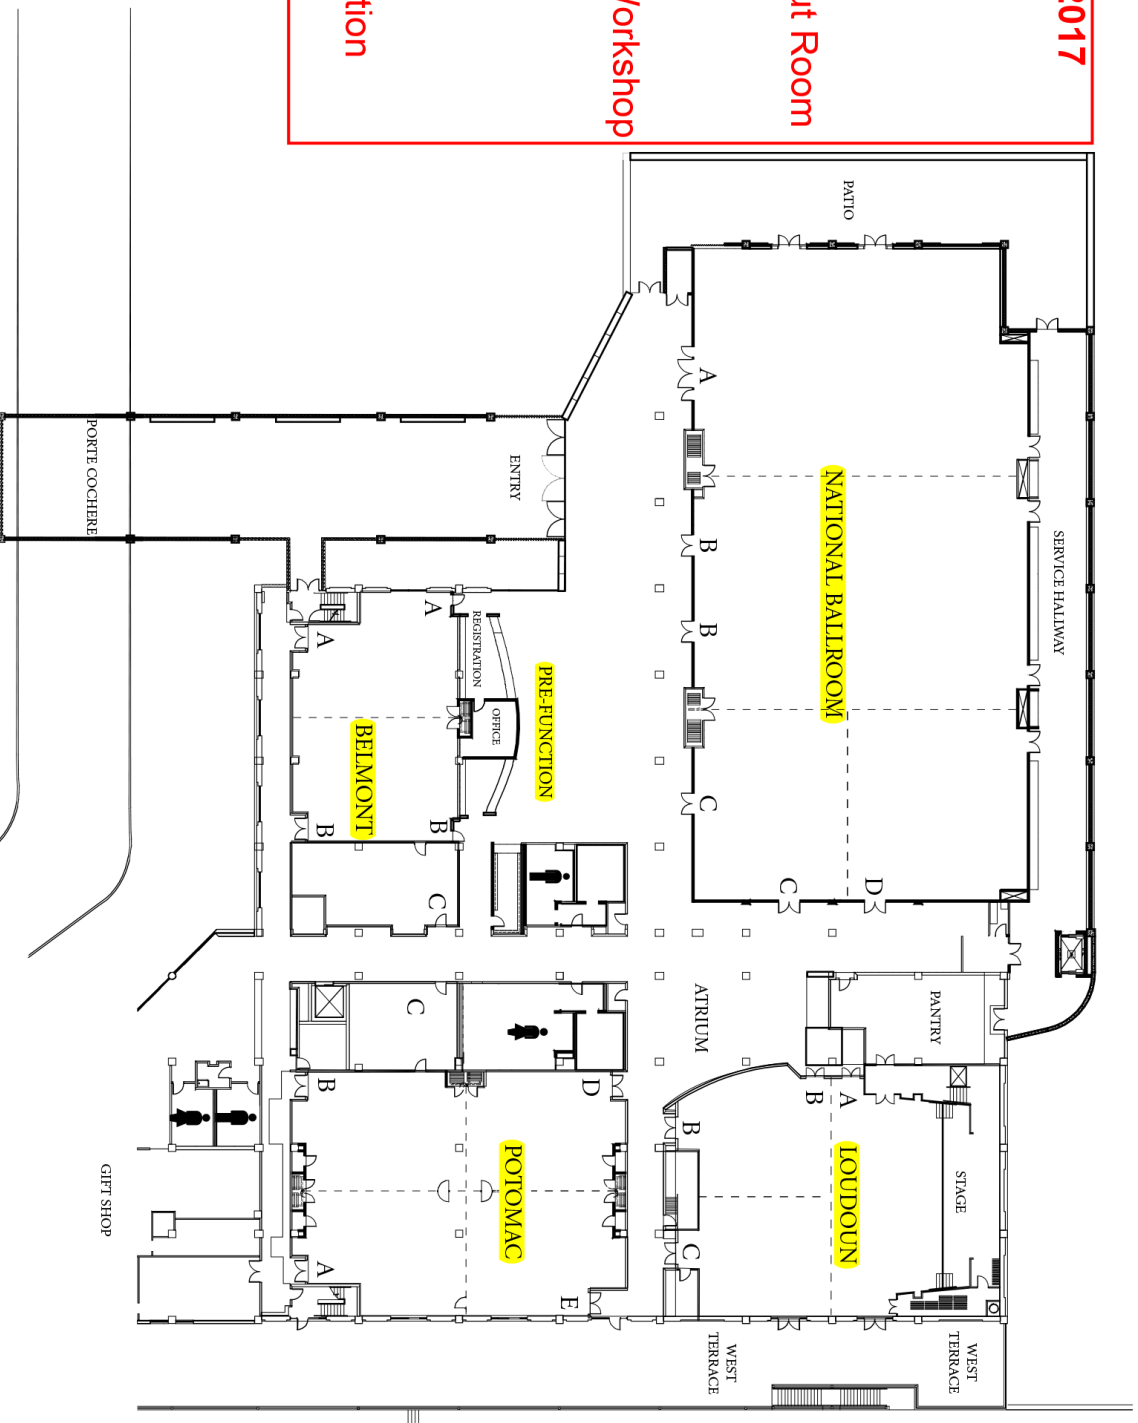 2017
ut Room
Workshop
tion
PATIO
A
B
B
C
C
D
NATIONAL BALLROOM
SERVICE HALLWAY
PORTE COCHERE
ENTRY
A
A
REGISTRATION
OFFICE
PRE-FUNCTION
BELMONT
B
B
C
ATRIUM
PANTRY
C
B
D
A
E
POTOMAC
A
B
B
C
LOUDOUN
STAGE
GIFT SHOP
WEST
TERRACE
WEST
TERRACE